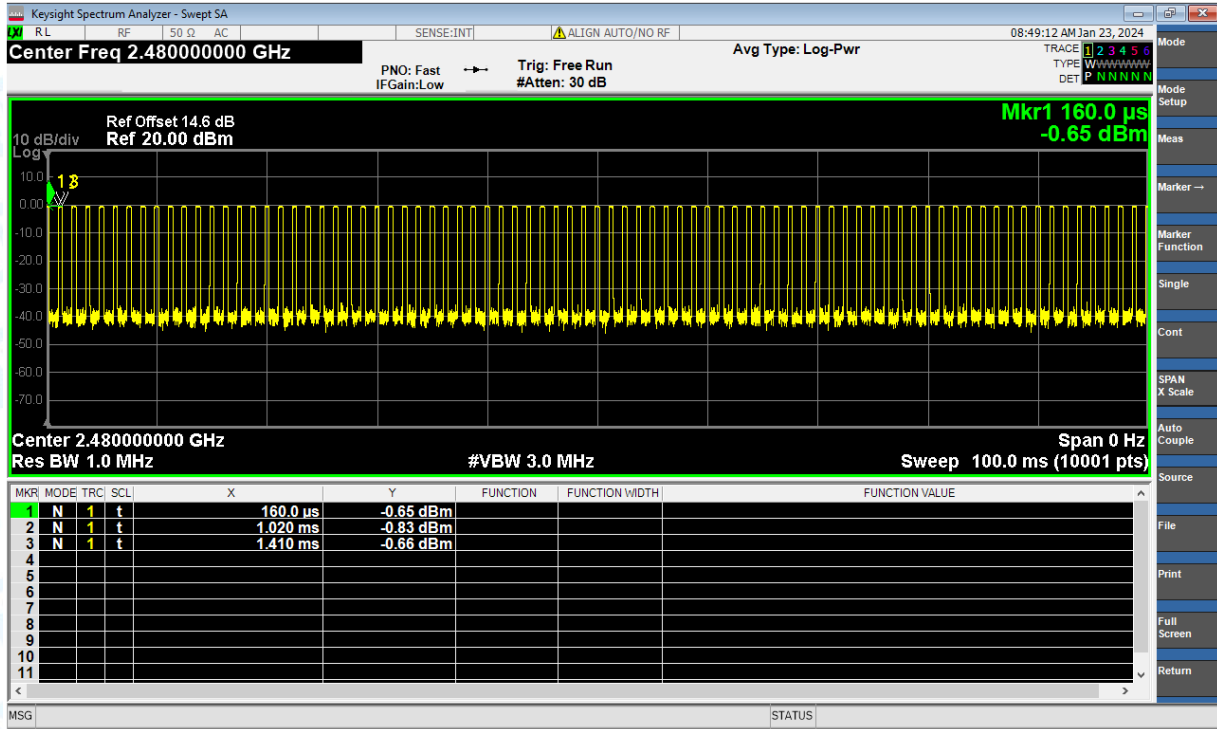 Keysight Spectrum Analyzer - Swept SA
LXI RL RF 50 Ω AC SENSE:INT ALIGN AUTO/NO RF 08:49:12 AM Jan 23, 2024
Center Freq 2.480000000 GHz Avg Type: Log-Pwr TRACE 1 2 3 4 5 6
PNO: Fast Trig: Free Run TYPE WWWWWW
IFGain:Low #Atten: 30 dB DET P N N N N N
Mkr1 160.0 µs
Ref Offset 14.6 dB
10 dB/div Ref 20.00 dBm -0.65 dBm
Log
10.0
1 3
0.00
-10.0
-20.0
-30.0
-40.0
-50.0
-60.0
-70.0
Center 2.480000000 GHz Span 0 Hz
Res BW 1.0 MHz #VBW 3.0 MHz Sweep 100.0 ms (10001 pts)
MKR MODE TRC SCL X Y FUNCTION FUNCTION WIDTH FUNCTION VALUE
1 N 1 t 160.0 µs -0.65 dBm
2 N 1 t 1.020 ms -0.83 dBm
3 N 1 t 1.410 ms -0.66 dBm
4
5
6
7
8
9
10
11
MSG STATUS
Mode
Mode
Setup
Meas
Marker→
Marker
Function
Single
Cont
SPAN
X Scale
Auto
Couple
Source
File
Print
Full
Screen
Return